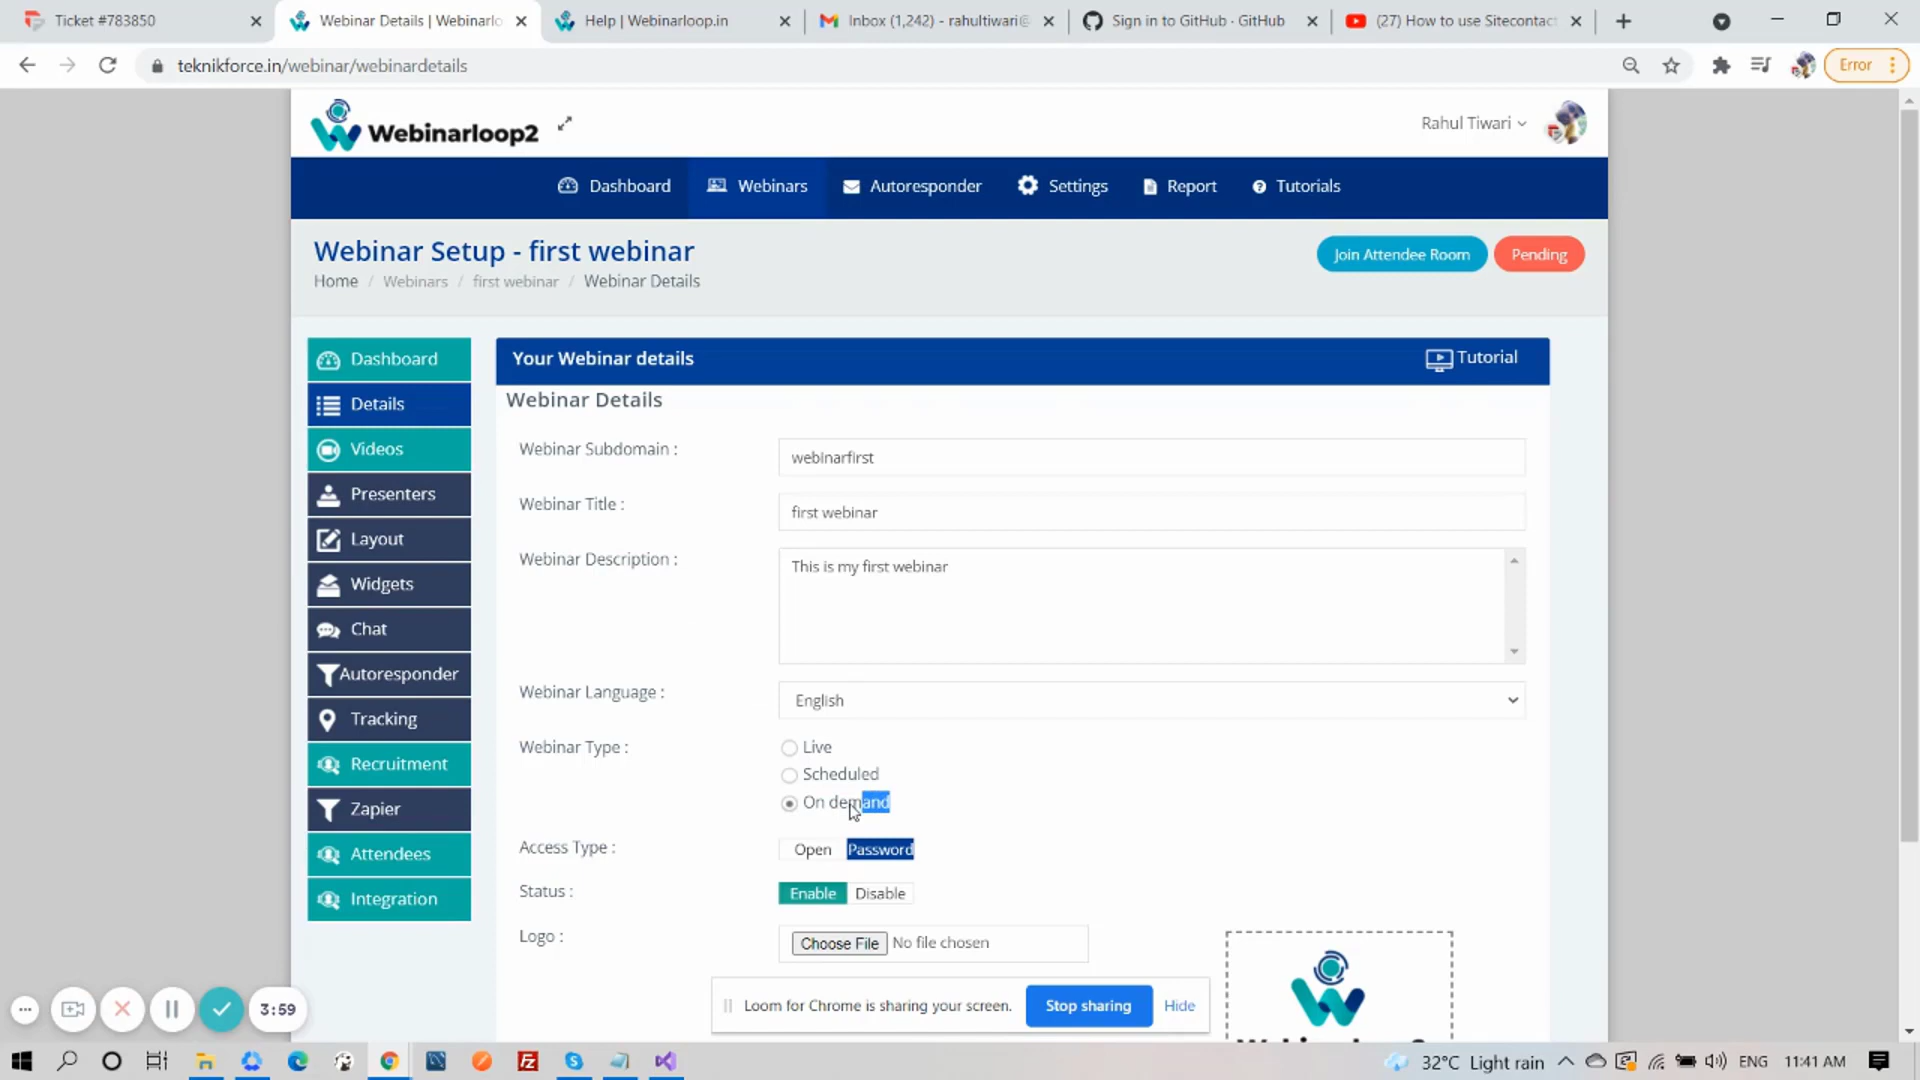 Ticket #783850
Webinar Details | Webinarlo
Help | Webinarloop.in
Inbox (1,242) - rahultiwari@
Sign in to GitHub · GitHub
(27) How to use Sitecontact
teknikforce.in/webinar/webinardetails
Error
Webinarloop2
Rahul Tiwari
Dashboard
Webinars
Autoresponder
Settings
Report
Tutorials
Webinar Setup - first webinar
Join Attendee Room
Pending
Home / Webinars / first webinar / Webinar Details
Dashboard
Details
Videos
Presenters
Layout
Widgets
Chat
Autoresponder
Tracking
Recruitment
Zapier
Attendees
Integration
Your Webinar details
Tutorial
Webinar Details
Webinar Subdomain :
webinarfirst
Webinar Title :
first webinar
Webinar Description :
This is my first webinar
Webinar Language :
English
Webinar Type :
Live
Scheduled
On demand
Access Type :
Open
Password
Status :
Enable
Disable
Logo :
Choose File No file chosen
3:59
Loom for Chrome is sharing your screen.
Stop sharing
Hide
32°C Light rain
ENG
11:41 AM